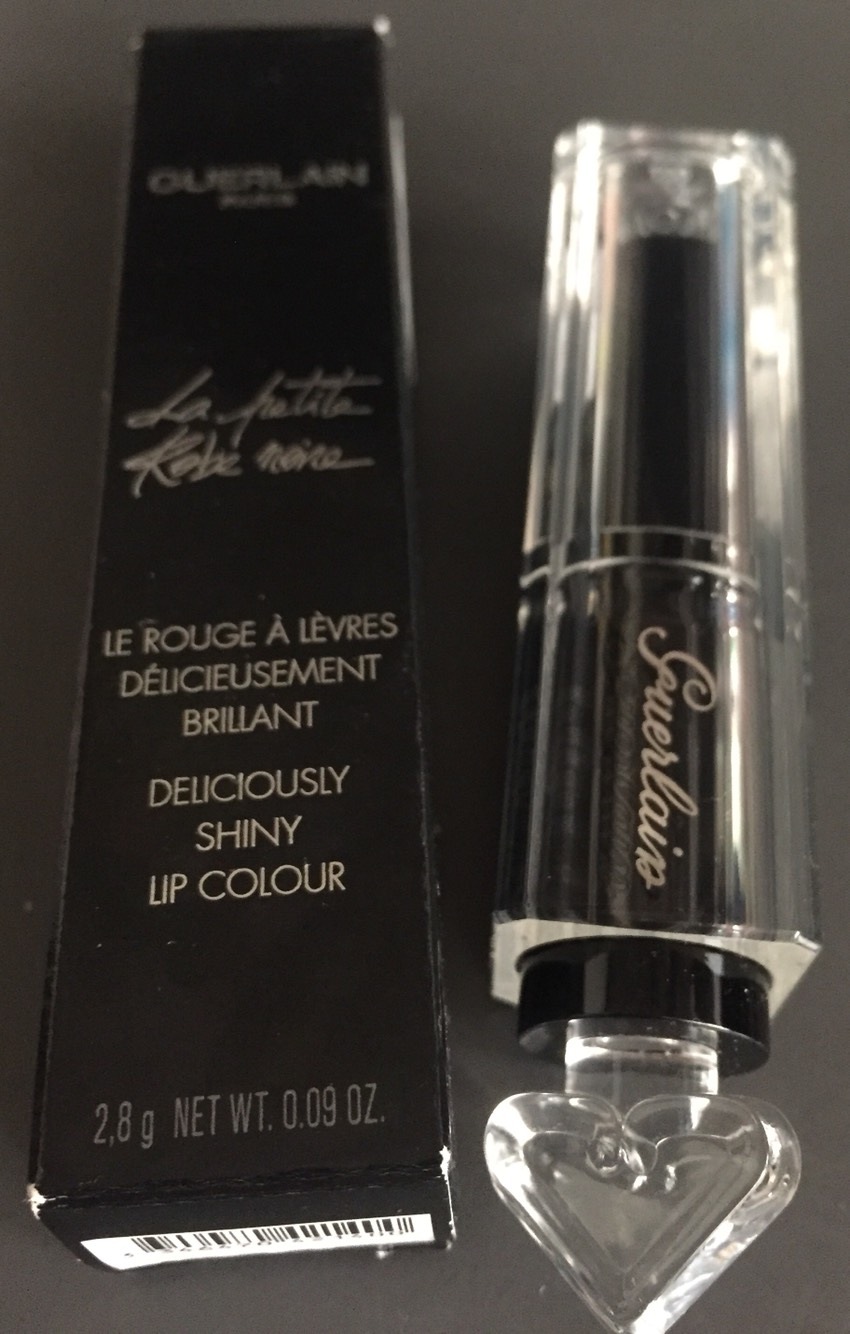 GUERLAIN
PARIS
La petite
Robe noire
LE ROUGE À LÈVRES
DÉLICIEUSEMENT
BRILLANT
DELICIOUSLY
SHINY
LIP COLOUR
2,8 g NET WT. 0.09 OZ.
Guerlain